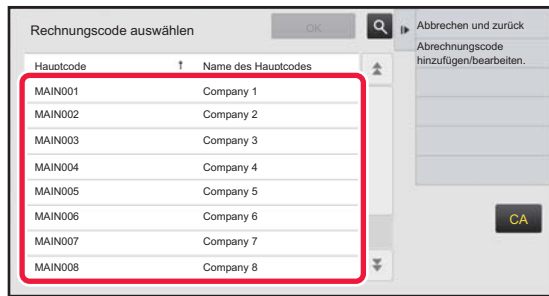 Rechnungscode auswählen
OK
Abbrechen und zurück
Abrechnungscode
hinzufügen/bearbeiten.
Hauptcode ↑ Name des Hauptcodes
MAIN001 Company 1
MAIN002 Company 2
MAIN003 Company 3
MAIN004 Company 4
MAIN005 Company 5
MAIN006 Company 6
MAIN007 Company 7
MAIN008 Company 8
CA